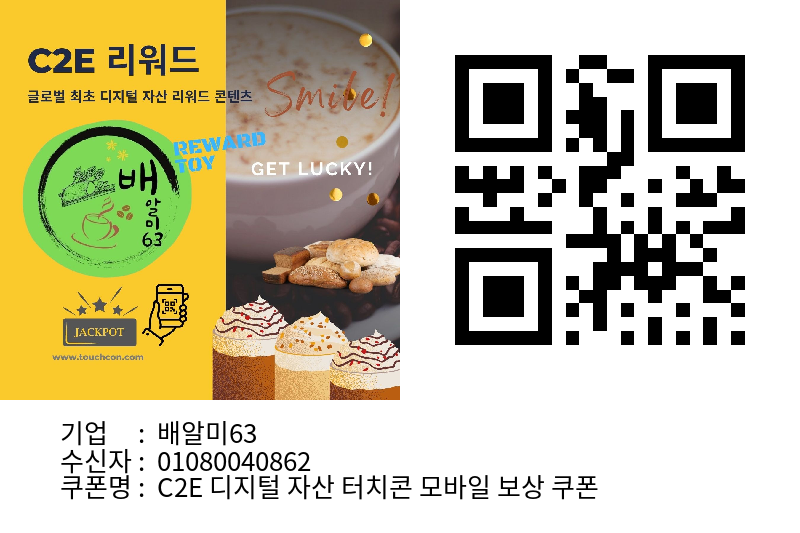 C2E 리워드
글로벌 최초 디지털 자산 리워드 콘텐츠
Smile!
REWARD
TOY
GET LUCKY!
배
알
미
63
JACKPOT
www.touchcon.com
기업 : 배알미63
수신자 : 01080040862
쿠폰명 : C2E 디지털 자산 터치콘 모바일 보상 쿠폰